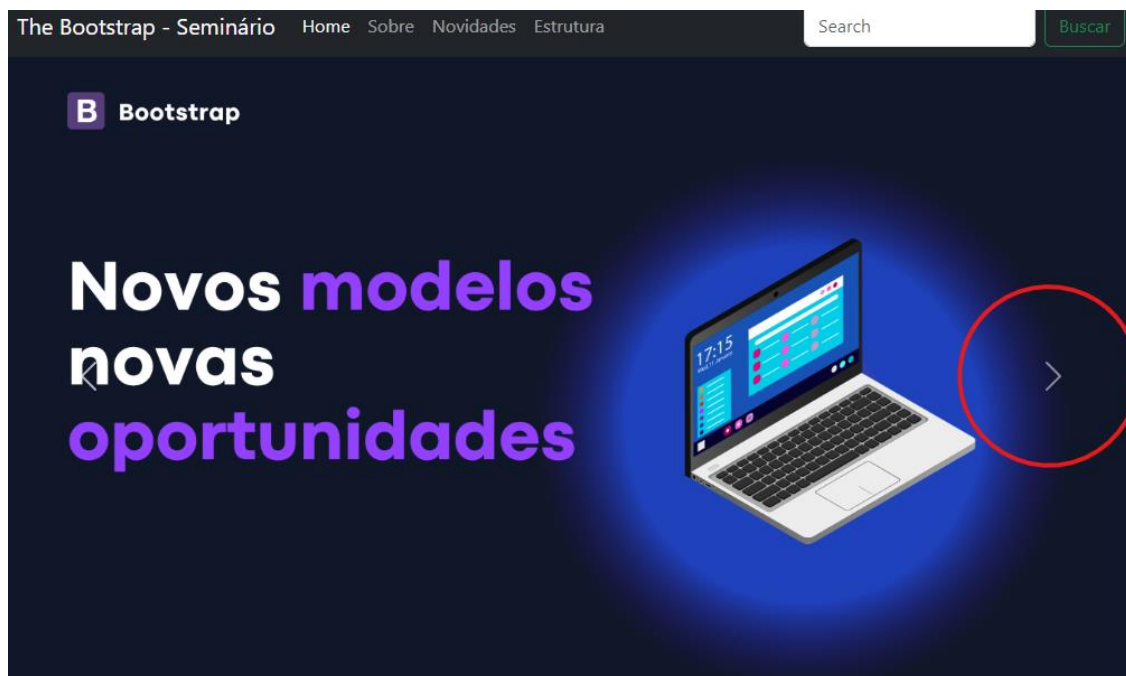 The Bootstrap - Seminário Home Sobre Novidades Estrutura Search Buscar
B Bootstrap
Novos modelos
novas
oportunidades
17:15